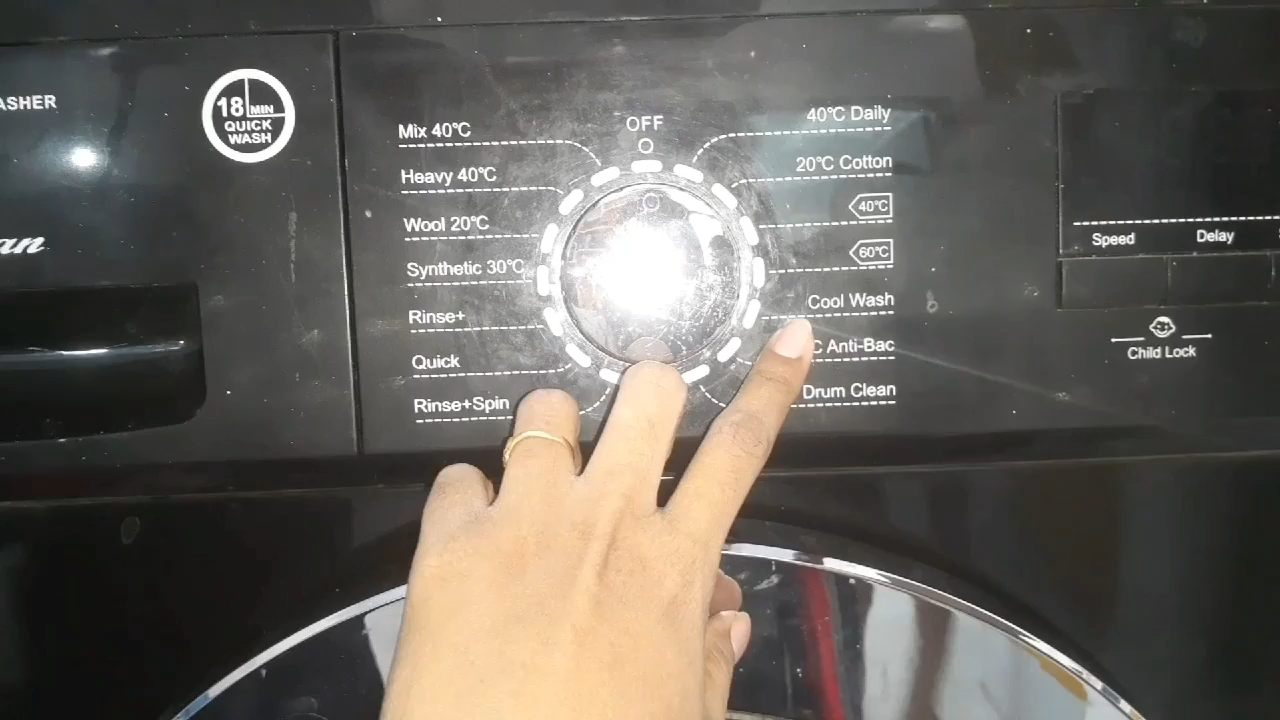 ASHER
18 MIN
QUICK
WASH
an
Mix 40℃
Heavy 40℃
Wool 20℃
Synthetic 30℃
Rinse+
Quick
Rinse+Spin
OFF
40℃ Daily
20℃ Cotton
40℃
60℃
Cool Wash
℃ Anti-Bac
Drum Clean
Speed
Delay
Child Lock